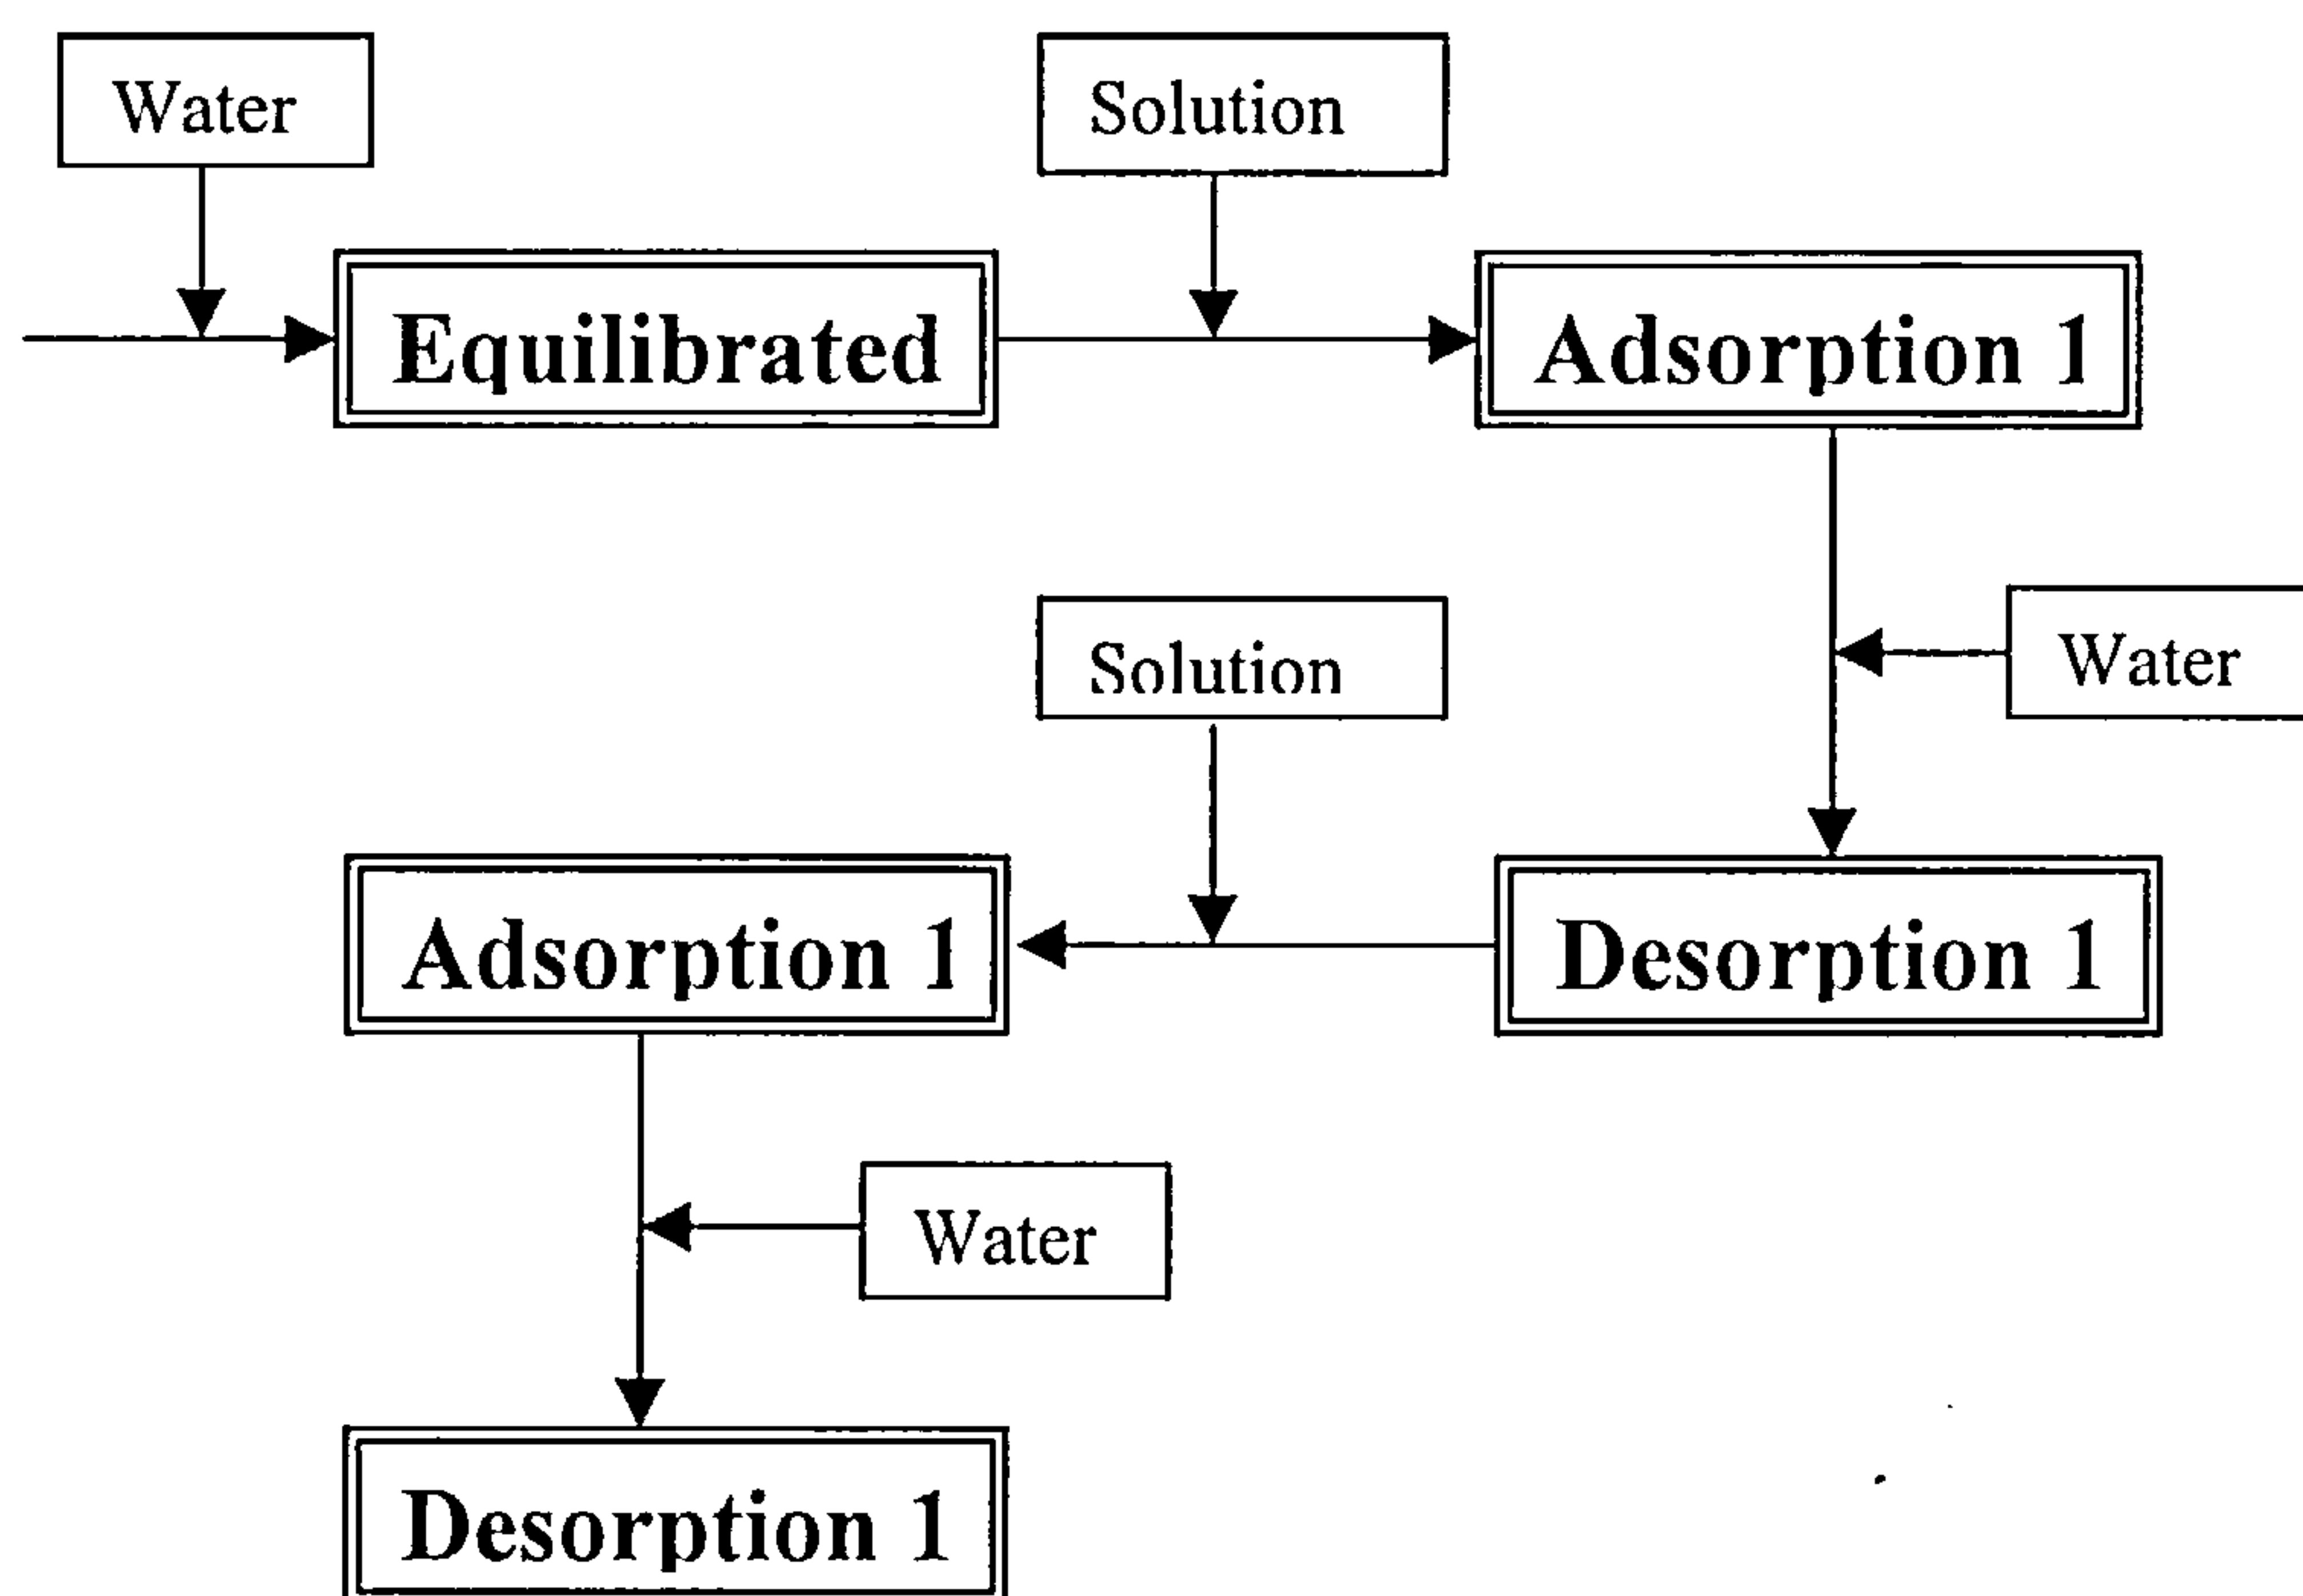 Water
Solution
Equilibrated
Adsorption 1
Solution
Water
Adsorption 1
Desorption 1
Water
Desorption 1